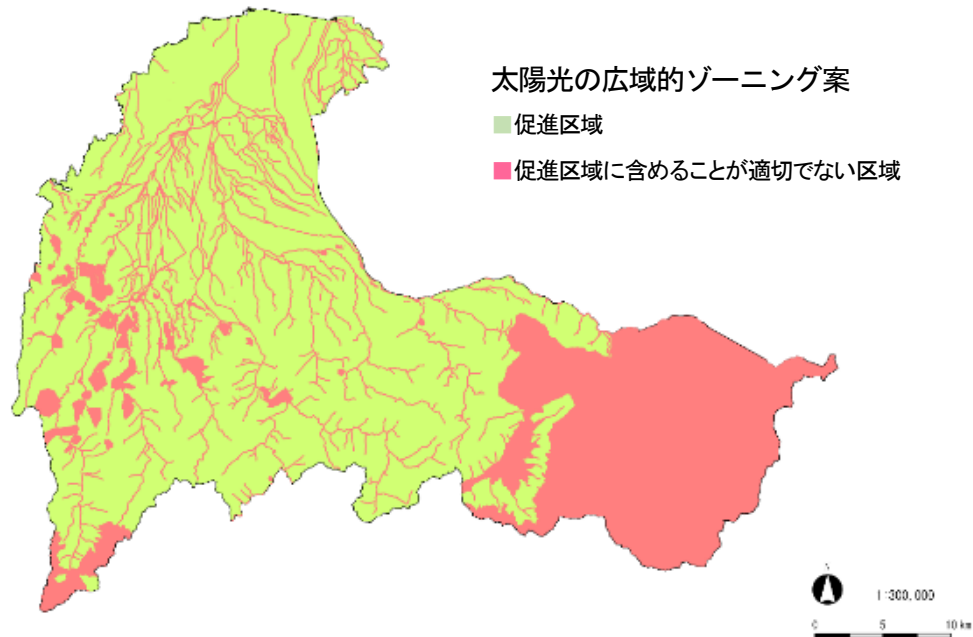 太陽光の広域的ゾーニング案
促進区域
促進区域に含めることが適切でない区域
1:300,000
0 5 10 km